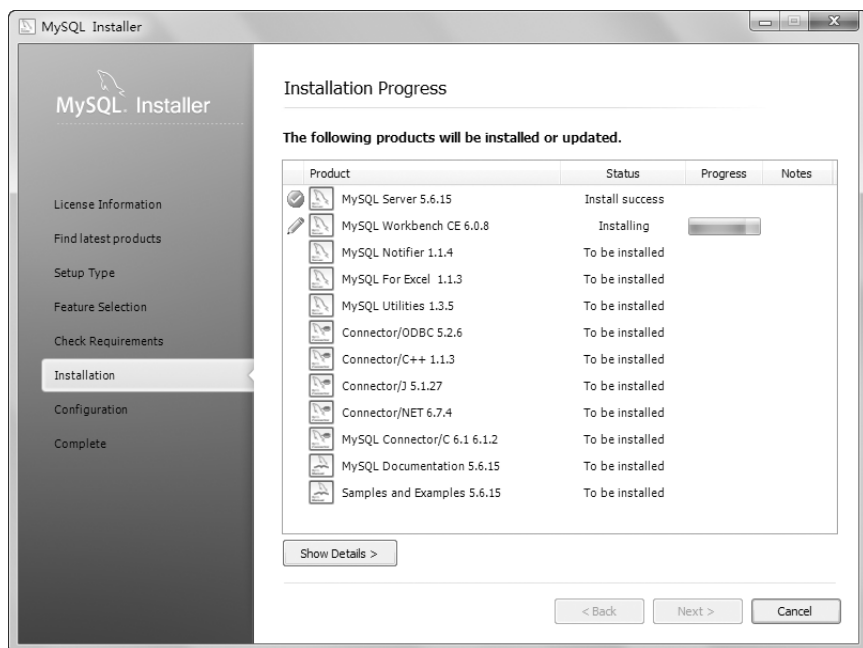 MySQL Installer
MySQL. Installer
License Information
Find latest products
Setup Type
Feature Selection
Check Requirements
Installation
Configuration
Complete
Installation Progress
The following products will be installed or updated.
Product Status Progress Notes
MySQL Server 5.6.15 Install success
MySQL Workbench CE 6.0.8 Installing
MySQL Notifier 1.1.4 To be installed
MySQL For Excel 1.1.3 To be installed
MySQL Utilities 1.3.5 To be installed
Connector/ODBC 5.2.6 To be installed
Connector/C++ 1.1.3 To be installed
Connector/J 5.1.27 To be installed
Connector/NET 6.7.4 To be installed
MySQL Connector/C 6.1 6.1.2 To be installed
MySQL Documentation 5.6.15 To be installed
Samples and Examples 5.6.15 To be installed
Show Details >
< Back Next > Cancel